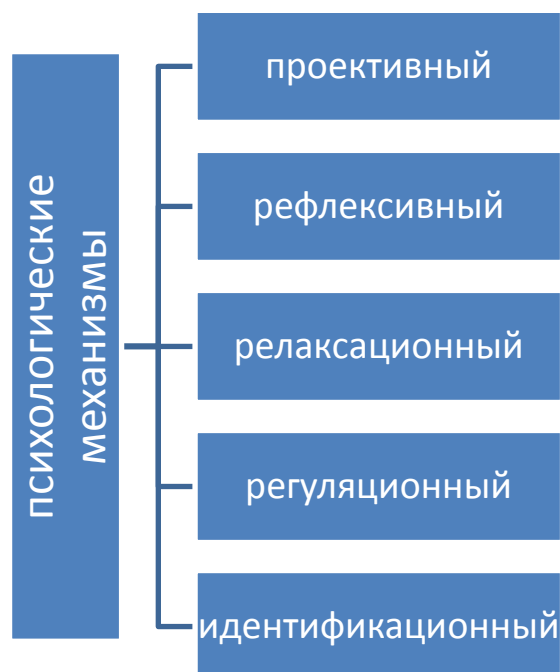 психологические
механизмы
проективный
рефлексивный
релаксационный
регуляционный
идентификационный